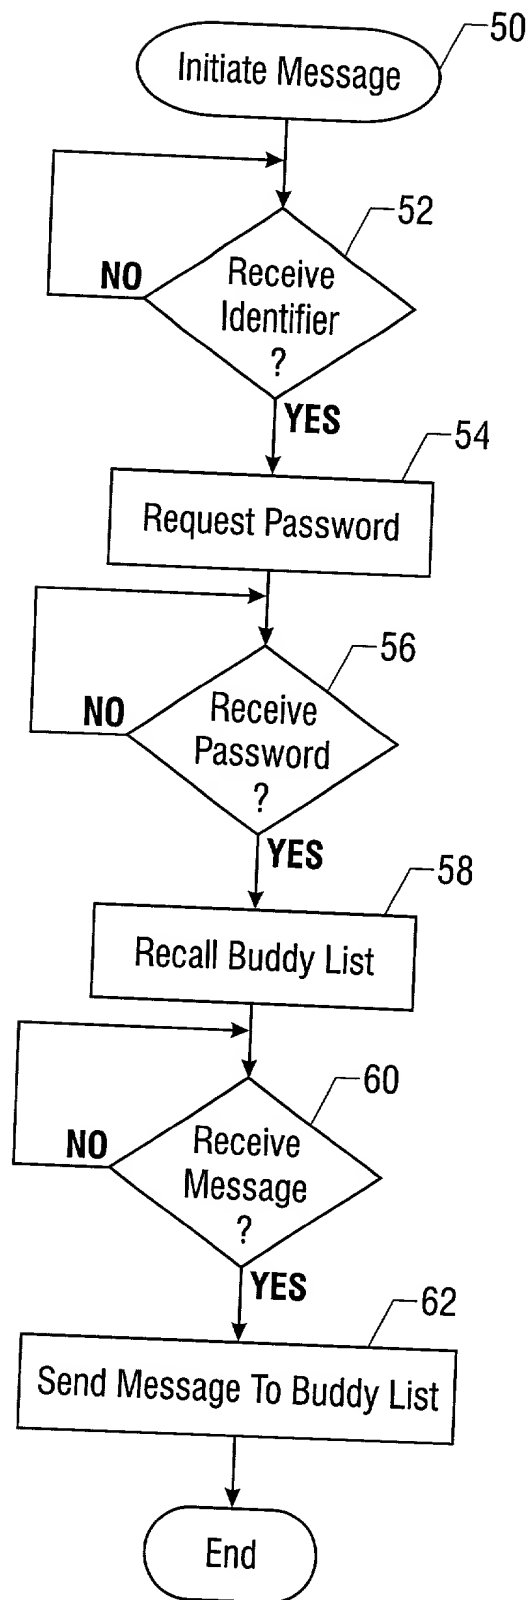 50
Initiate Message
52
Receive
Identifier
?
NO
YES
54
Request Password
56
Receive
Password
?
NO
YES
58
Recall Buddy List
60
Receive
Message
?
NO
YES
62
Send Message To Buddy List
End